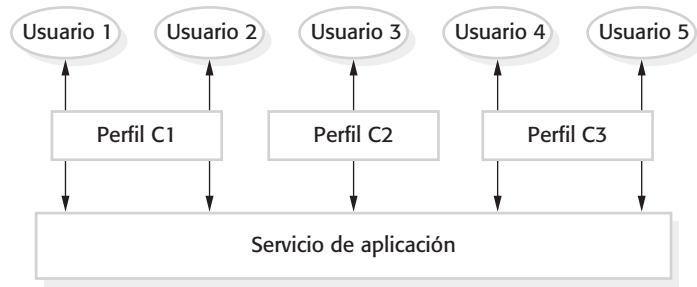 Usuario 1 Usuario 2 Usuario 3 Usuario 4 Usuario 5
Perfil C1 Perfil C2 Perfil C3
Servicio de aplicación